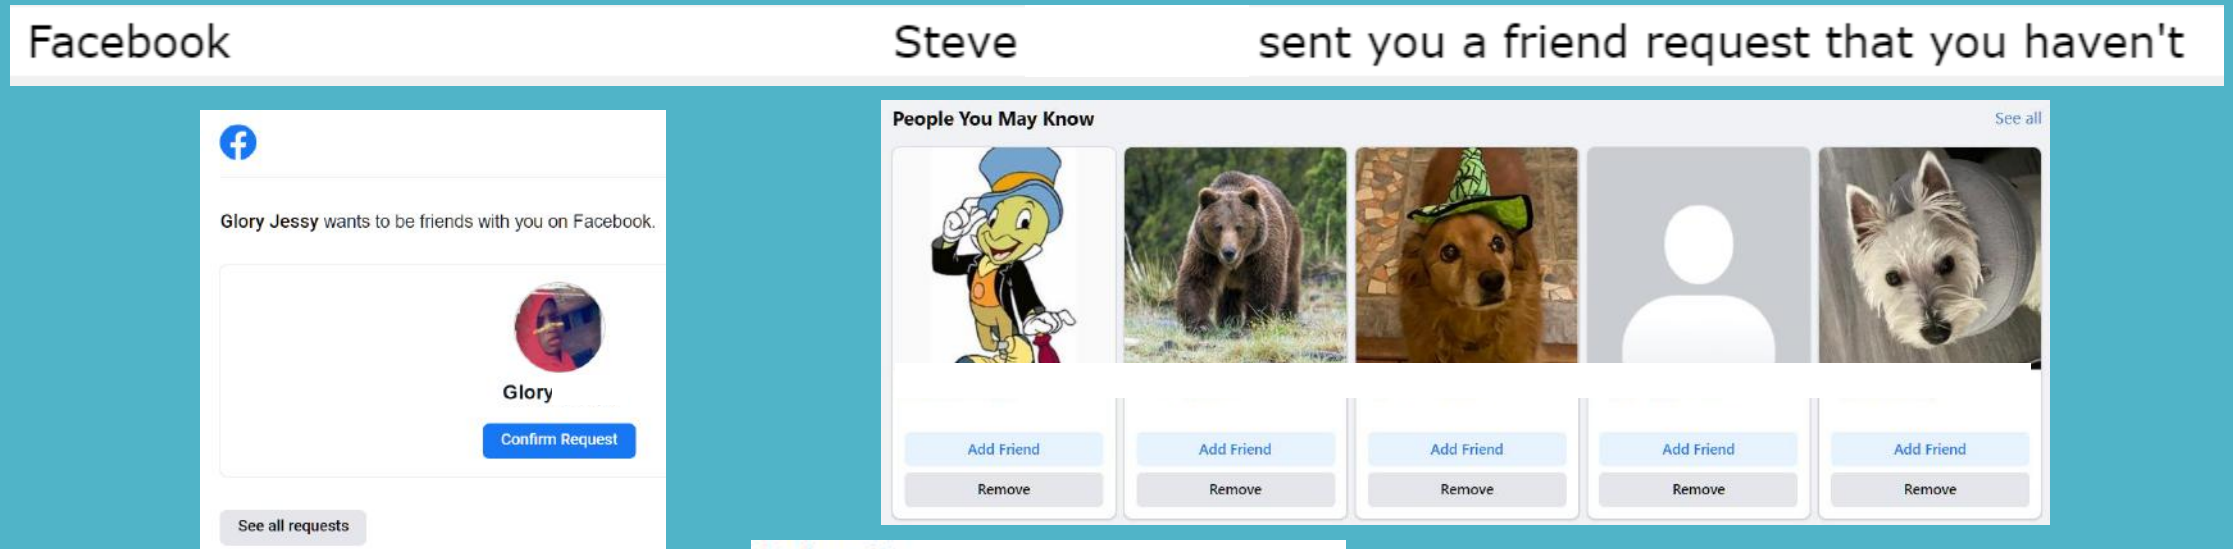 Facebook Steve sent you a friend request that you haven't
Glory Jessy wants to be friends with you on Facebook.
Glory
Confirm Request
See all requests
People You May Know See all
Add Friend Add Friend Add Friend Add Friend Add Friend
Remove Remove Remove Remove Remove